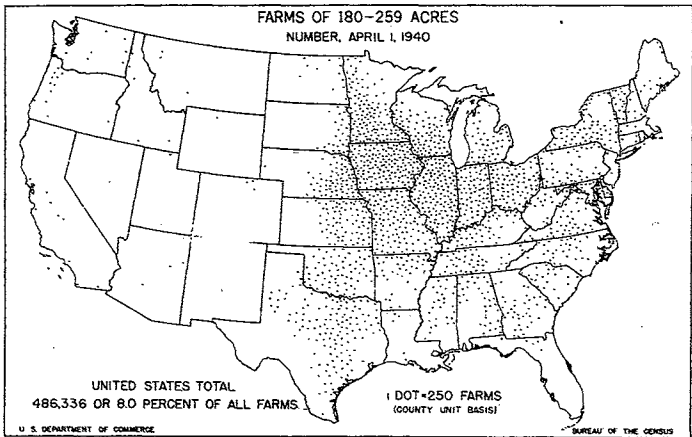 FARMS OF 180-259 ACRES
NUMBER, APRIL 1, 1940
UNITED STATES TOTAL
486,336 OR 8.0 PERCENT OF ALL FARMS
1 DOT=250 FARMS
(COUNTY UNIT BASIS)
U. S. DEPARTMENT OF COMMERCE
BUREAU OF THE CENSUS